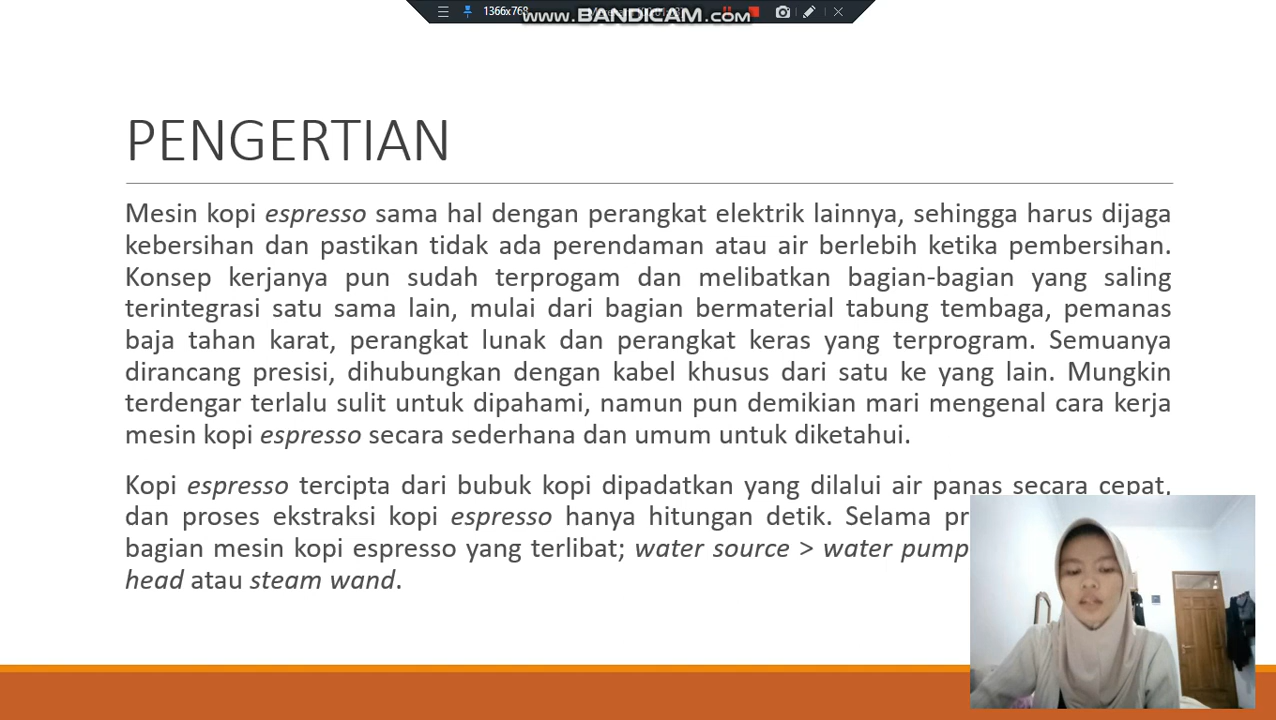 1366x768
www.BANDICAM.com
PENGERTIAN
Mesin kopi espresso sama hal dengan perangkat elektrik lainnya, sehingga harus dijaga
kebersihan dan pastikan tidak ada perendaman atau air berlebih ketika pembersihan.
Konsep kerjanya pun sudah terprogam dan melibatkan bagian-bagian yang saling
terintegrasi satu sama lain, mulai dari bagian bermaterial tabung tembaga, pemanas
baja tahan karat, perangkat lunak dan perangkat keras yang terprogram. Semuanya
dirancang presisi, dihubungkan dengan kabel khusus dari satu ke yang lain. Mungkin
terdengar terlalu sulit untuk dipahami, namun pun demikian mari mengenal cara kerja
mesin kopi espresso secara sederhana dan umum untuk diketahui.
Kopi espresso tercipta dari bubuk kopi dipadatkan yang dilalui air panas secara cepat,
dan proses ekstraksi kopi espresso hanya hitungan detik. Selama pr
bagian mesin kopi espresso yang terlibat; water source > water pump
head atau steam wand.